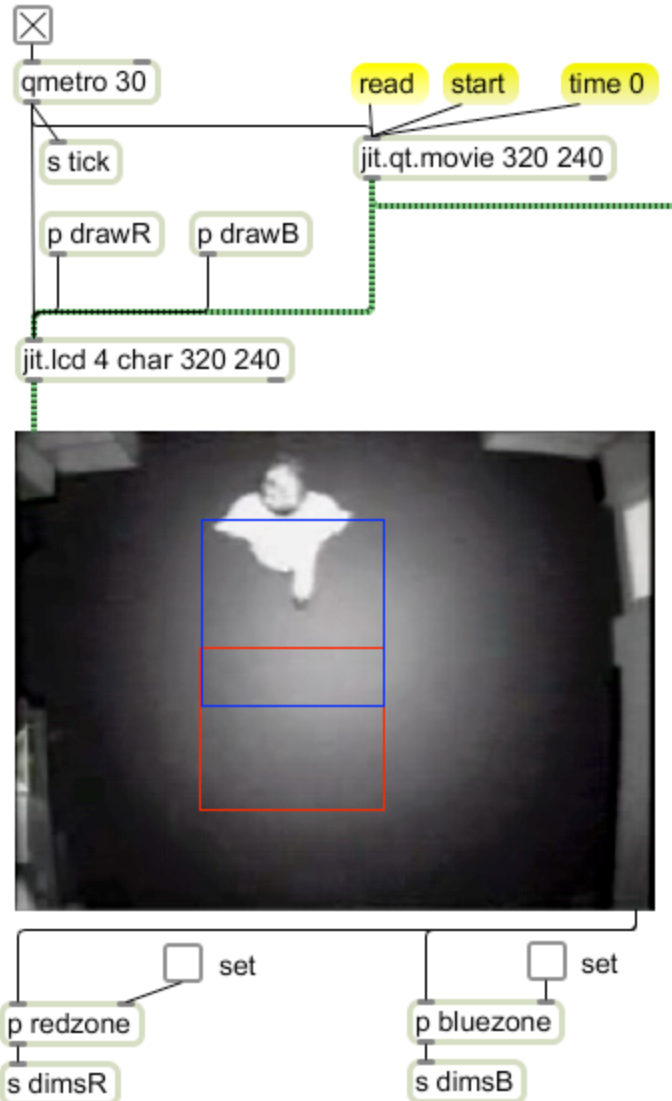 qmetro 30
read
start
time 0
s tick
jit.qt.movie 320 240
p drawR
p drawB
jit.lcd 4 char 320 240
set
set
p redzone
p bluezone
s dimsR
s dimsB